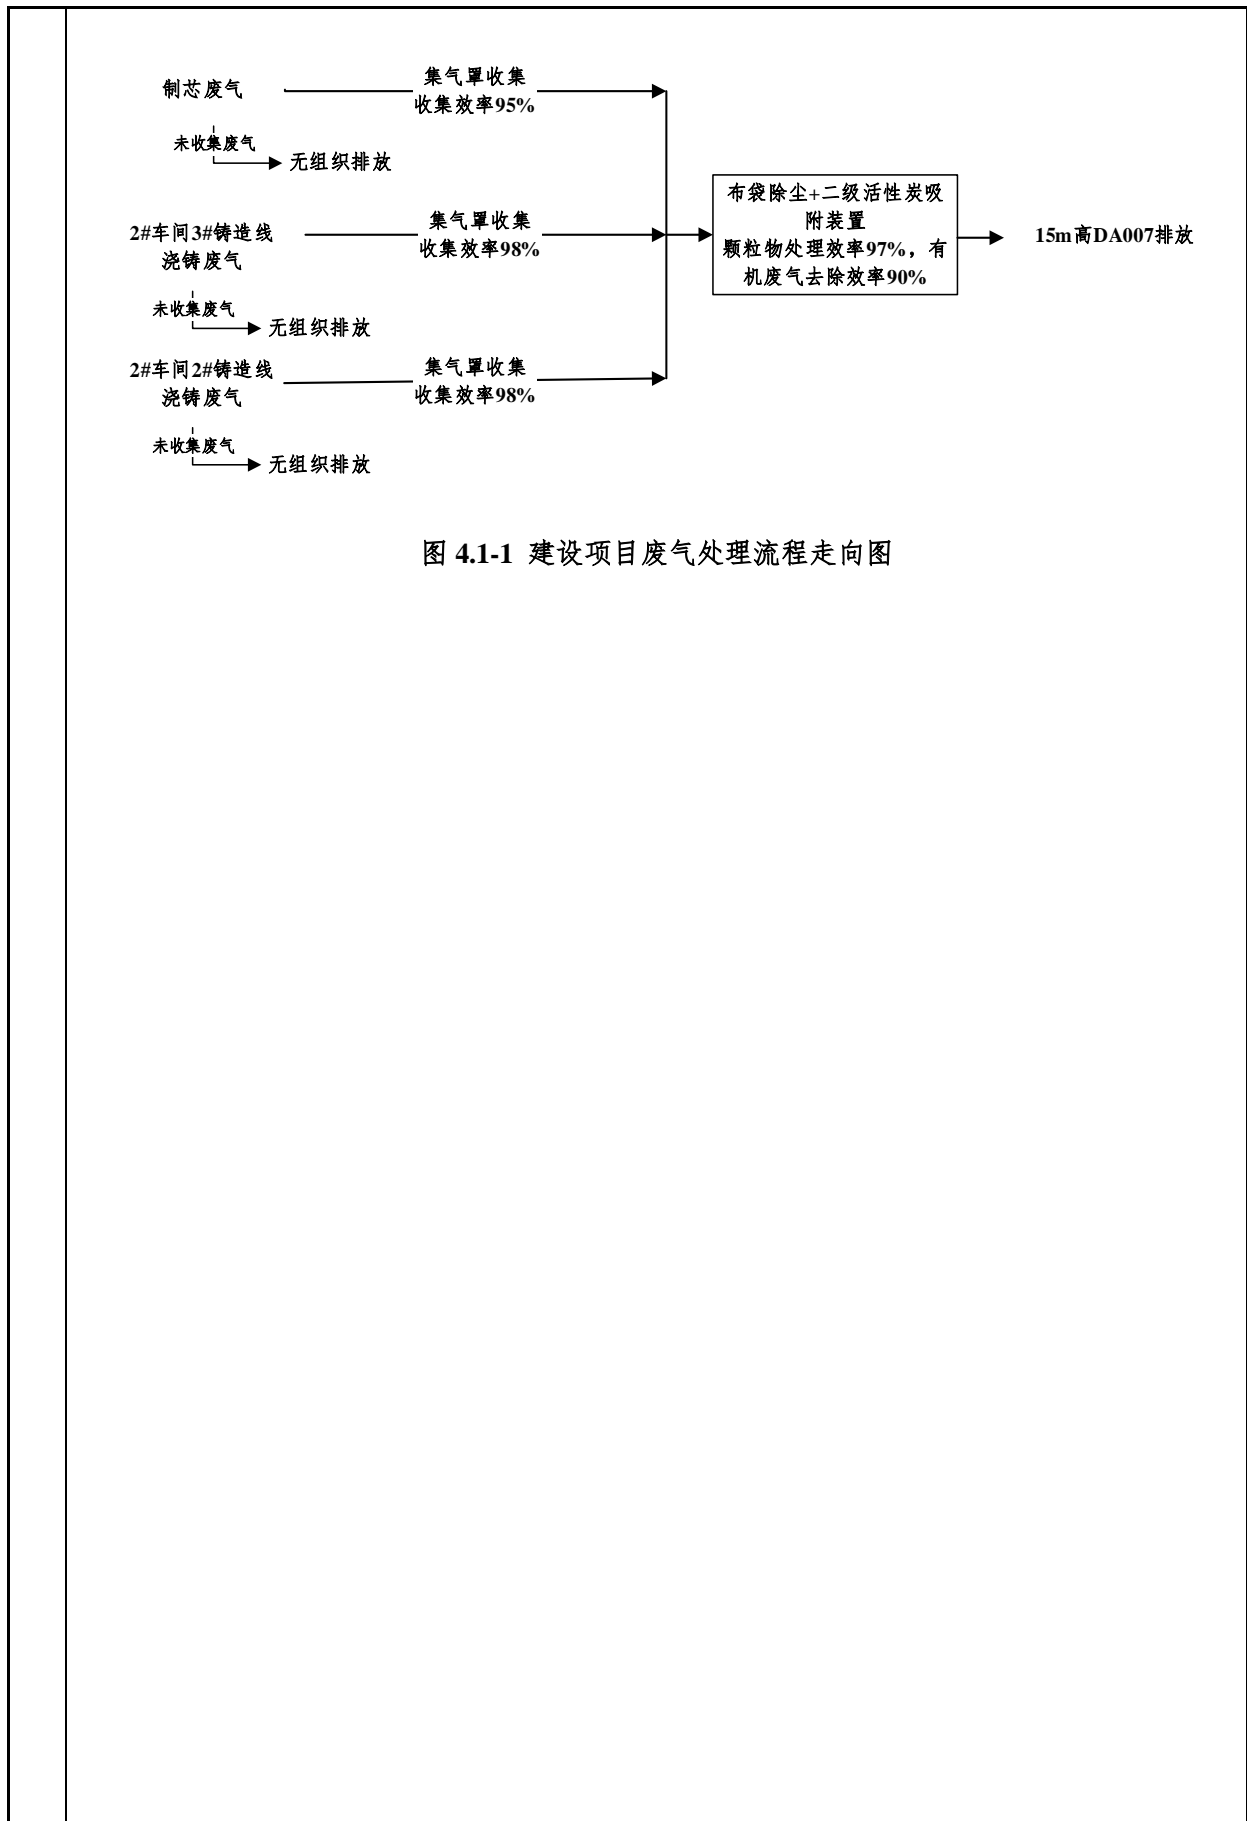 制芯废气
集气罩收集
收集效率95%
未收集废气
无组织排放
2#车间3#铸造线
浇铸废气
集气罩收集
收集效率98%
未收集废气
无组织排放
2#车间2#铸造线
浇铸废气
集气罩收集
收集效率98%
未收集废气
无组织排放
布袋除尘+二级活性炭吸
附装置
颗粒物处理效率97%，有
机废气去除效率90%
15m高DA007排放
图 4.1-1 建设项目废气处理流程走向图